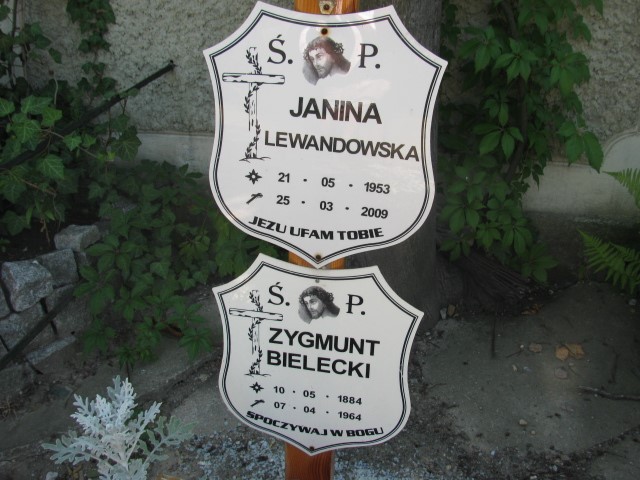 Ś. P.
JANINA
LEWANDOWSKA
21 · 05 · 1953
25 · 03 · 2009
JEZU UFAM TOBIE
Ś. P.
ZYGMUNT
BIELECKI
10 · 05 · 1884
07 · 04 · 1964
SPOCZYWAJ W BOGU